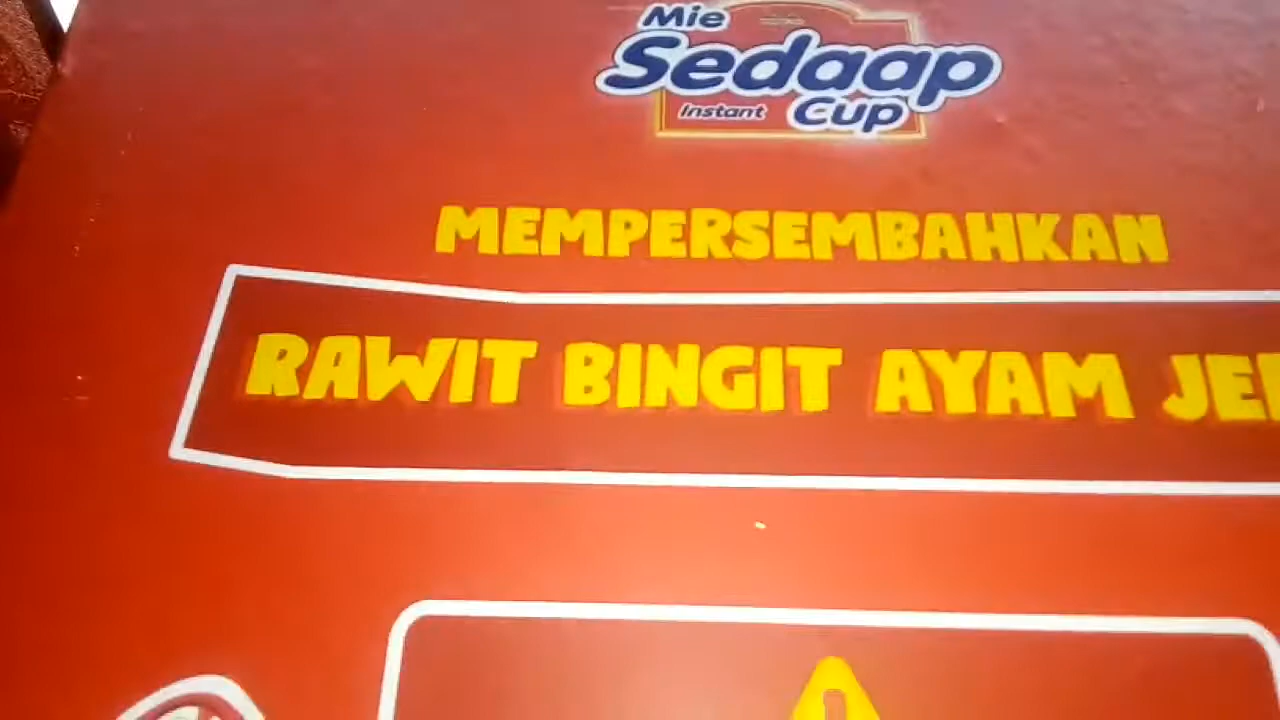 Mie
Sedaap
Instant Cup
MEMPERSEMBAHKAN
RAWIT BINGIT AYAM